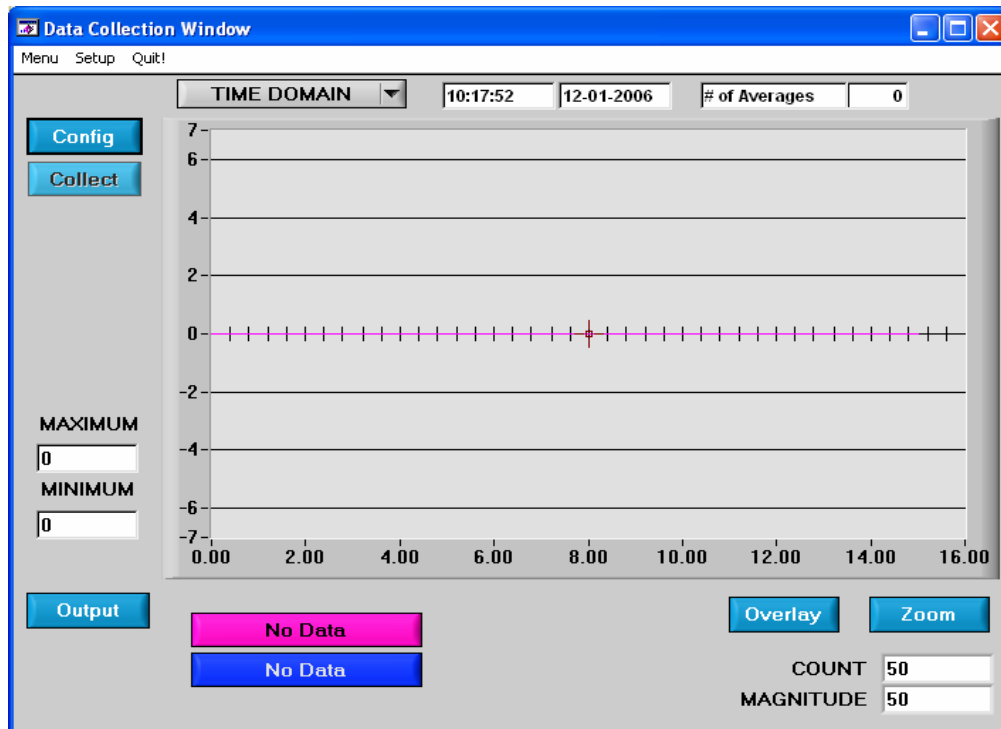 Data Collection Window
Menu Setup Quit!
TIME DOMAIN 10:17:52 12-01-2006 # of Averages 0
Config
Collect
7
6
4
2
0
-2
-4
-6
-7
0.00 2.00 4.00 6.00 8.00 10.00 12.00 14.00 16.00
MAXIMUM
0
MINIMUM
0
Output
No Data
No Data
Overlay Zoom
COUNT 50
MAGNITUDE 50